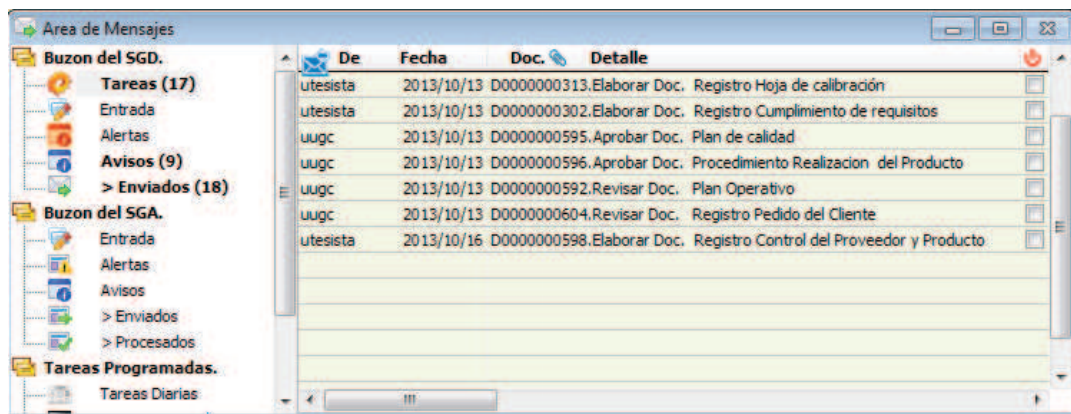 Area de Mensajes
Buzon del SGD.
Tareas (17)
Entrada
Alertas
Avisos (9)
> Enviados (18)
Buzon del SGA.
Entrada
Alertas
Avisos
> Enviados
> Procesados
Tareas Programadas.
Tareas Diarias
De Fecha Doc. Detalle
utesista 2013/10/13 D0000000313.Elaborar Doc. Registro Hoja de calibración
utesista 2013/10/13 D0000000302.Elaborar Doc. Registro Cumplimiento de requisitos
uugc 2013/10/13 D0000000595.Aprobar Doc. Plan de calidad
uugc 2013/10/13 D0000000596.Aprobar Doc. Procedimiento Realizacion del Producto
uugc 2013/10/13 D0000000592.Revisar Doc. Plan Operativo
uugc 2013/10/13 D0000000604.Revisar Doc. Registro Pedido del Cliente
utesista 2013/10/16 D0000000598.Elaborar Doc. Registro Control del Proveedor y Producto